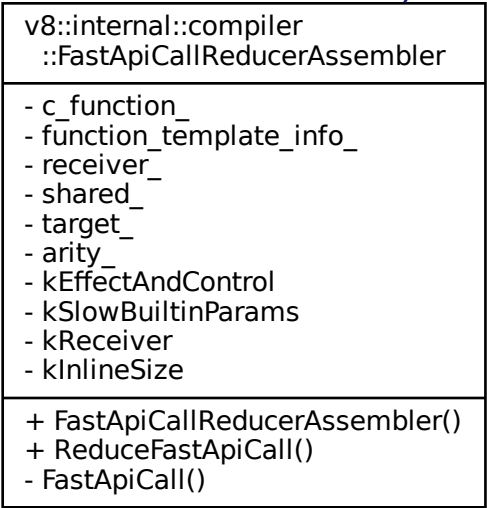 v8::internal::compiler
::FastApiCallReducerAssembler
- c_function_
- function_template_info_
- receiver_
- shared_
- target_
- arity_
- kEffectAndControl
- kSlowBuiltinParams
- kReceiver
- kInlineSize
+ FastApiCallReducerAssembler()
+ ReduceFastApiCall()
- FastApiCall()